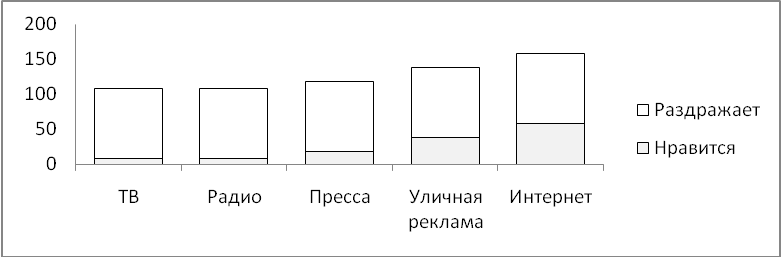 200
150
100
50
0
ТВ
Радио
Пресса
Уличная
реклама
Интернет
Раздражает
Нравится